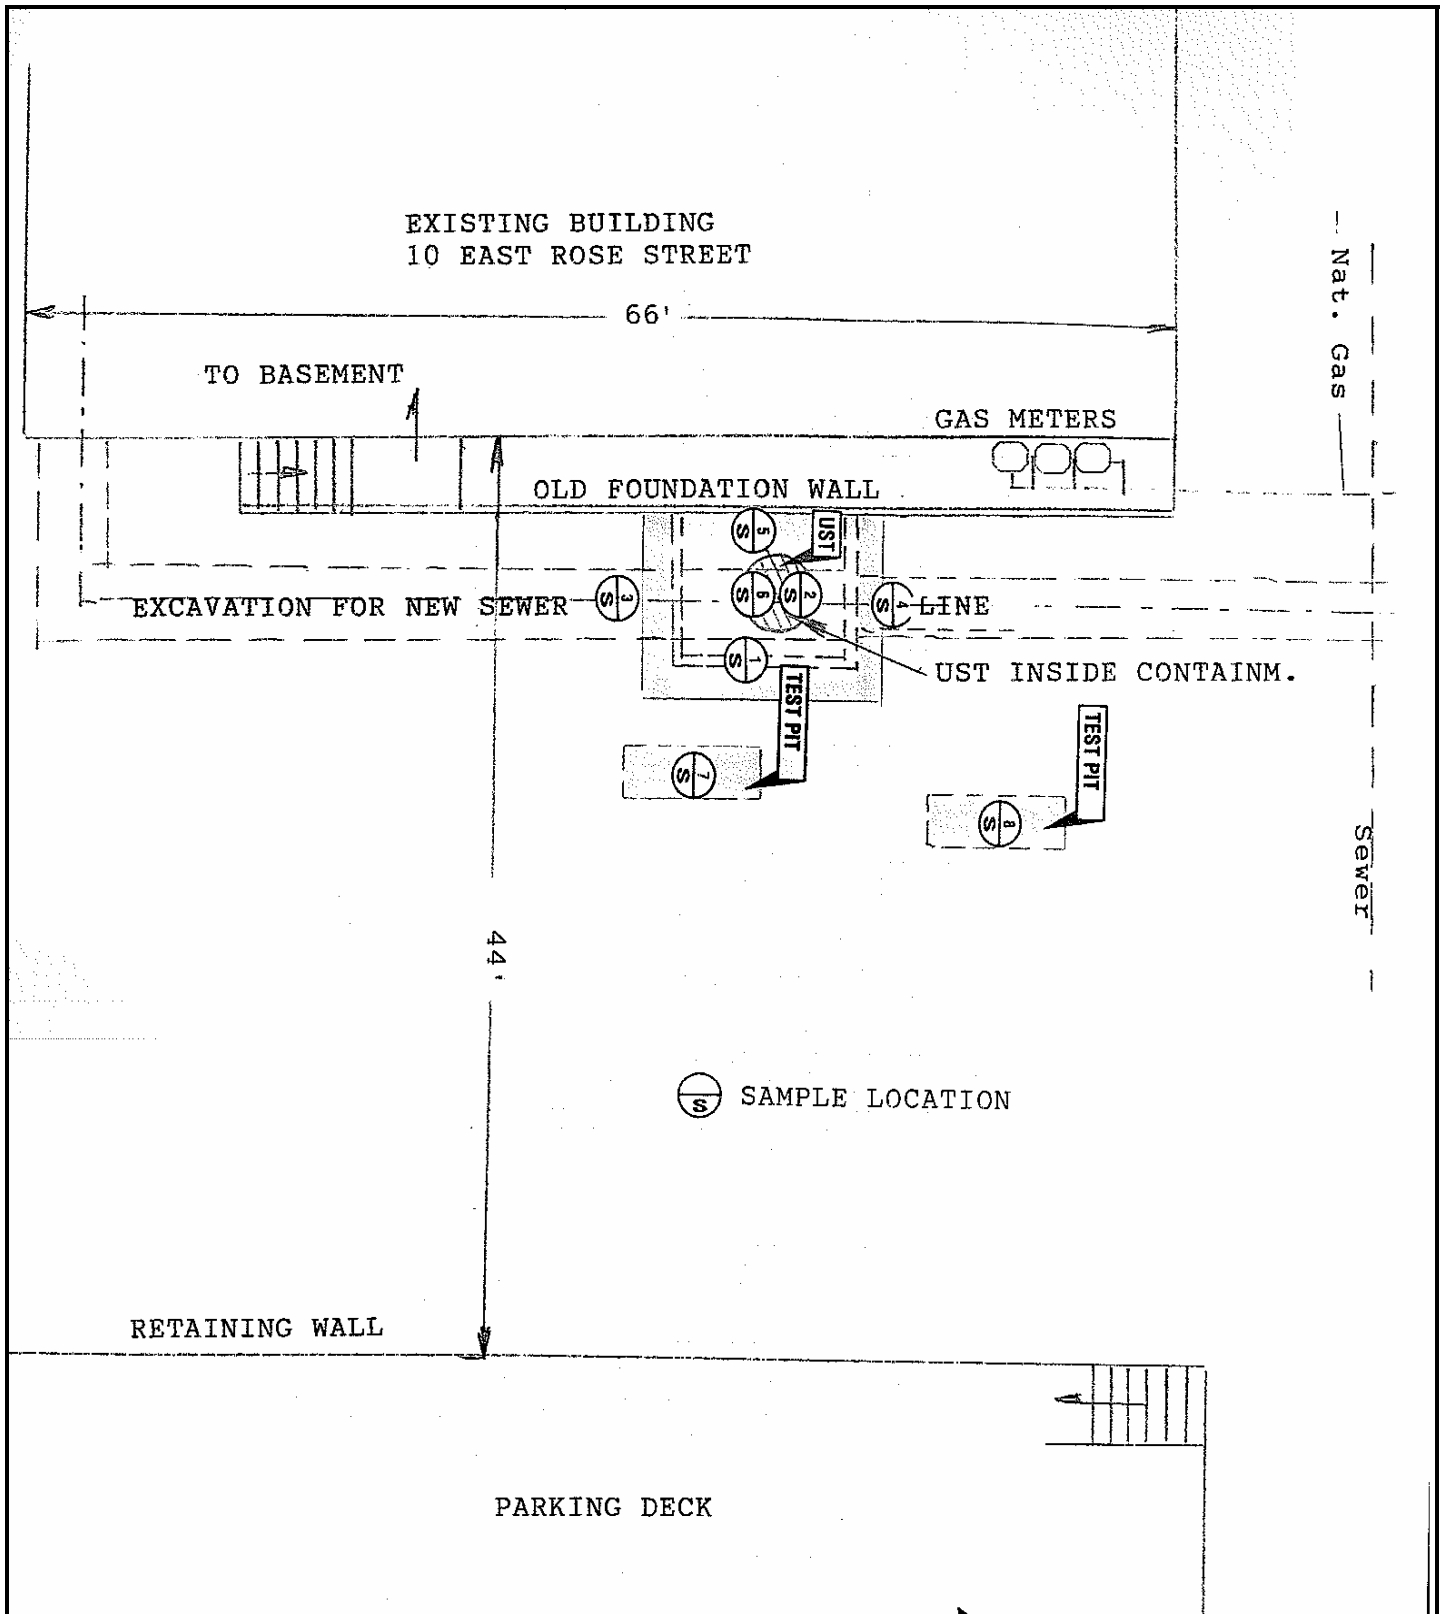 EXISTING BUILDING
10 EAST ROSE STREET
66'
Nat. Gas
TO BASEMENT
GAS METERS
OLD FOUNDATION WALL
5
S
UST
EXCAVATION FOR NEW SEWER
3
S
6
S
2
S
4
S
LINE
1
S
UST INSIDE CONTAINM.
TEST PIT
7
S
TEST PIT
8
S
Sewer
44'
S
SAMPLE LOCATION
RETAINING WALL
PARKING DECK